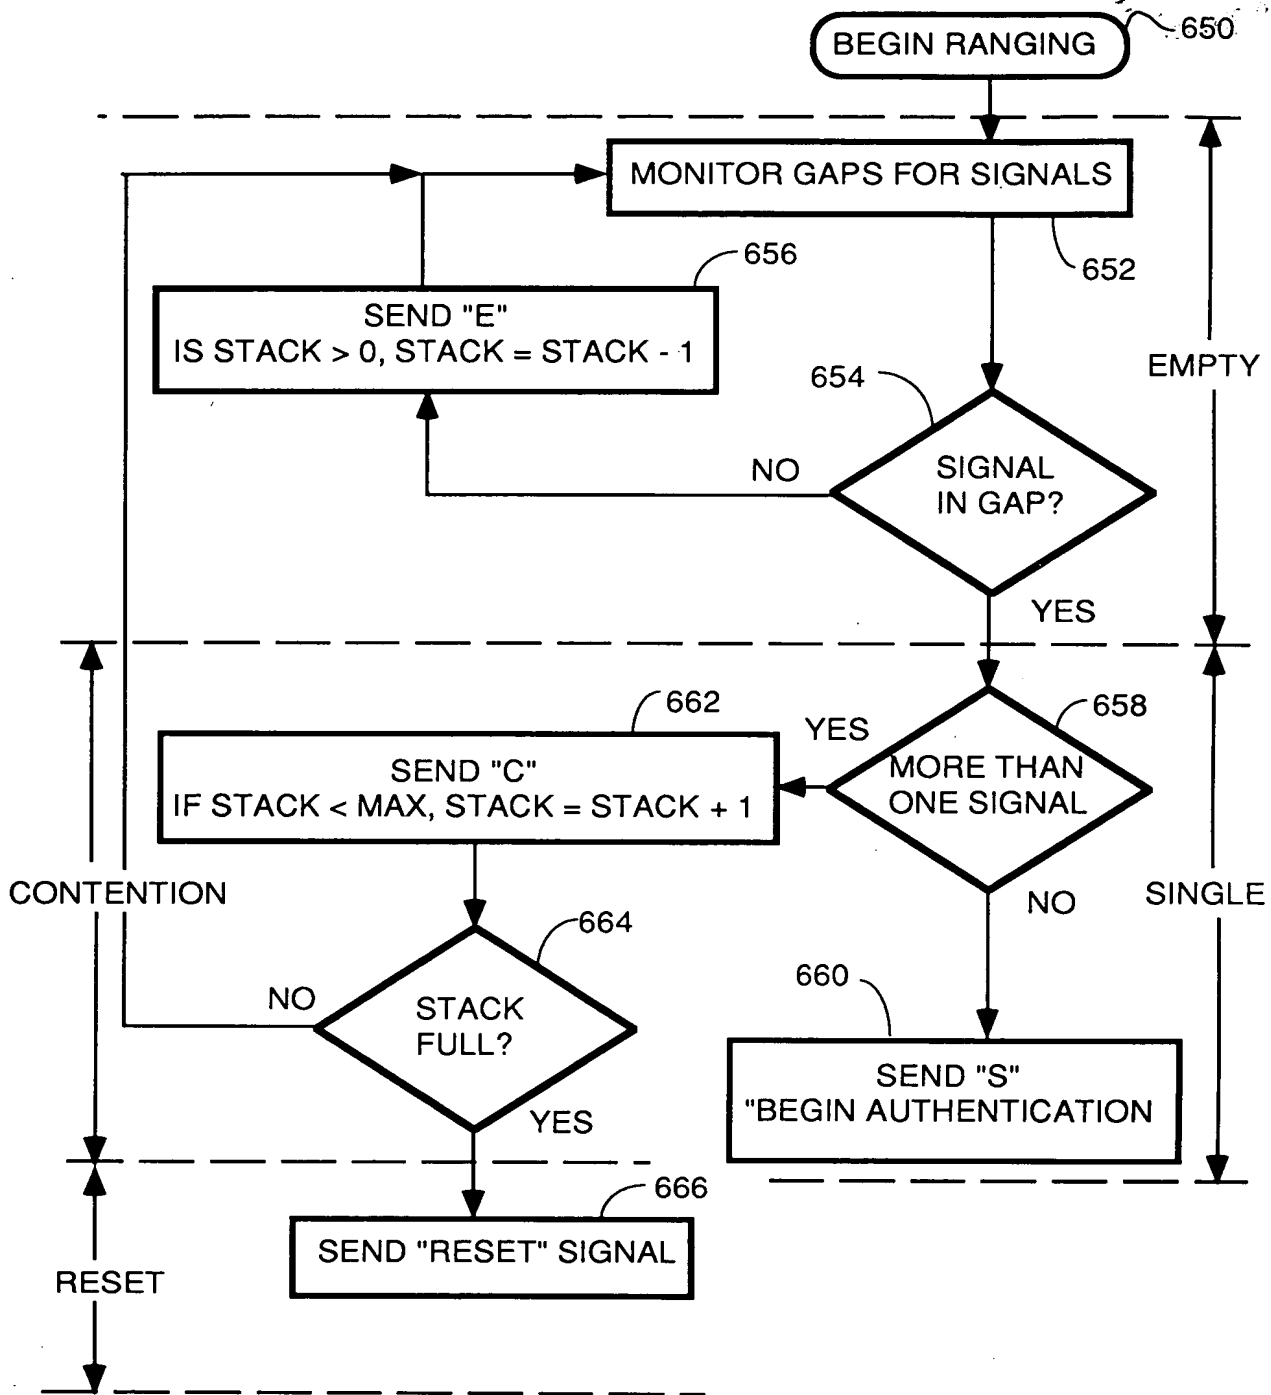 BEGIN RANGING
650
MONITOR GAPS FOR SIGNALS
652
656
SEND "E"
IS STACK > 0, STACK = STACK - 1
EMPTY
654
SIGNAL
IN GAP?
NO
YES
662
658
YES
SEND "C"
IF STACK < MAX, STACK = STACK + 1
MORE THAN
ONE SIGNAL
CONTENTION
SINGLE
NO
664
NO
STACK
FULL?
660
SEND "S"
"BEGIN AUTHENTICATION
YES
666
SEND "RESET" SIGNAL
RESET